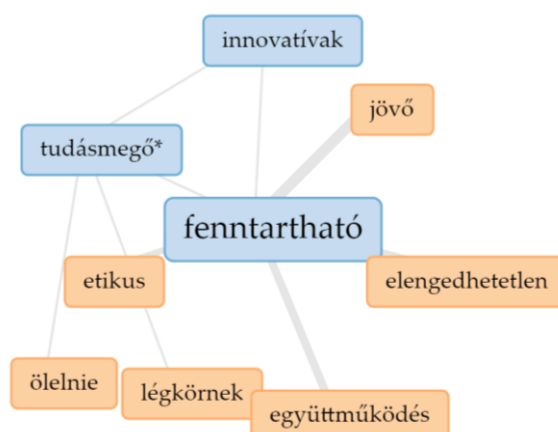 innovatívak
jövő
tudásmegő*
fenntartható
etikus
elengedhetetlen
ölelnie
légkörnek
együttműködés